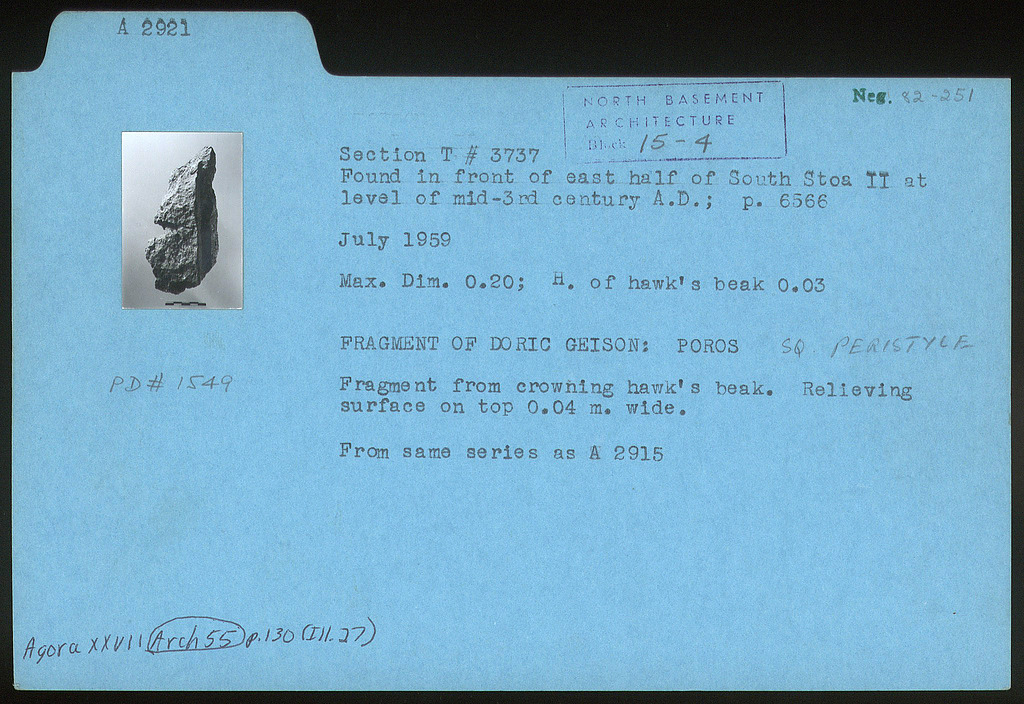 A 2921
Neg. 82-251
NORTH BASEMENT
ARCHITECTURE
Block 15-4
Section T # 3737
Found in front of east half of South Stoa II at
level of mid-3rd century A.D.; p. 6566
July 1959
Max. Dim. 0.20; H. of hawk's beak 0.03
FRAGMENT OF DORIC GEISON: POROS SQ PERISTYLE
PD# 1549
Fragment from crowning hawk's beak. Relieving
surface on top 0.04 m. wide.
From same series as A 2915
Agora XXVII Arch 55 p.130 (Ill. 27)